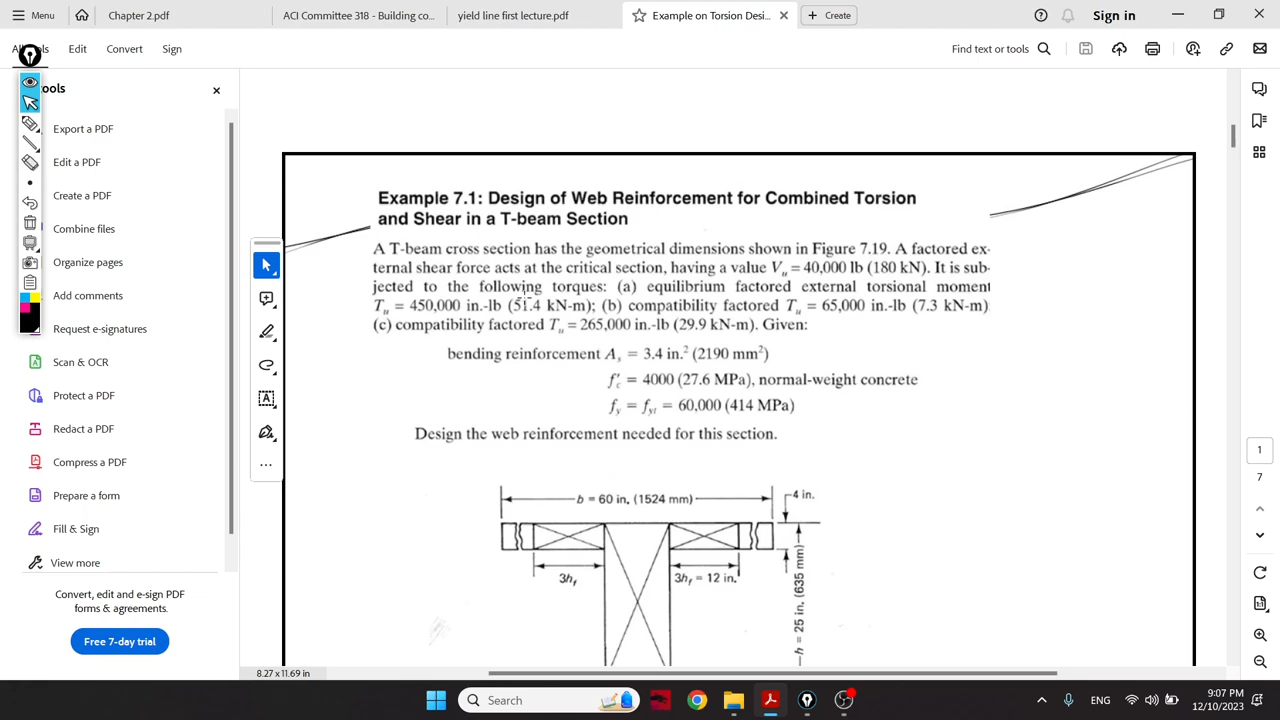 Menu
Chapter 2.pdf
ACI Committee 318 - Building co...
yield line first lecture.pdf
Example on Torsion Desi...
Create
Sign in
Edit
Convert
Sign
Find text or tools
Export a PDF
Edit a PDF
Create a PDF
Combine files
Organize pages
Add comments
Request e-signatures
Scan & OCR
Protect a PDF
Redact a PDF
Compress a PDF
Prepare a form
Fill & Sign
View more
Convert, edit and e-sign PDF
forms & agreements.
Free 7-day trial
Example 7.1: Design of Web Reinforcement for Combined Torsion
and Shear in a T-beam Section
A T-beam cross section has the geometrical dimensions shown in Figure 7.19. A factored ex-
ternal shear force acts at the critical section, having a value Vu = 40,000 lb (180 kN). It is sub-
jected to the following torques: (a) equilibrium factored external torsional moment
Tu = 450,000 in.-lb (51.4 kN-m); (b) compatibility factored Tu = 65,000 in.-lb (7.3 kN-m)
(c) compatibility factored Tu = 265,000 in.-lb (29.9 kN-m). Given:
bending reinforcement As = 3.4 in.² (2190 mm²)
f′c = 4000 (27.6 MPa), normal-weight concrete
fy = fyt = 60,000 (414 MPa)
Design the web reinforcement needed for this section.
b = 60 in. (1524 mm)
4 in.
3hf
3hf = 12 in.
h = 25 in. (635 mm)
1
7
8.27 x 11.69 in
Search
ENG
9:07 PM
12/10/2023